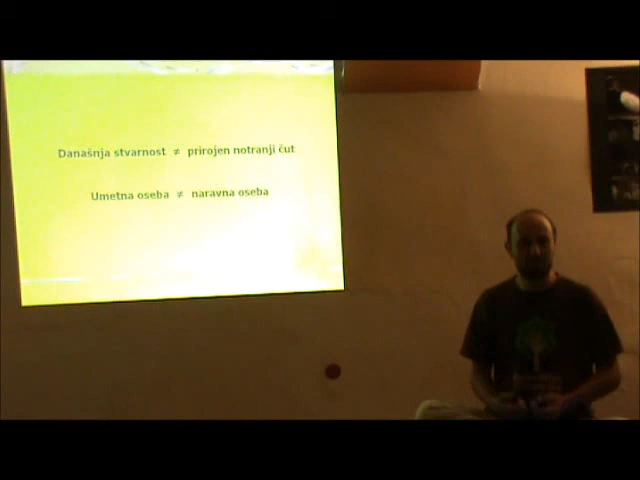 Današnja stvarnost ≠ prirojen notranji čut
Umetna oseba ≠ naravna oseba